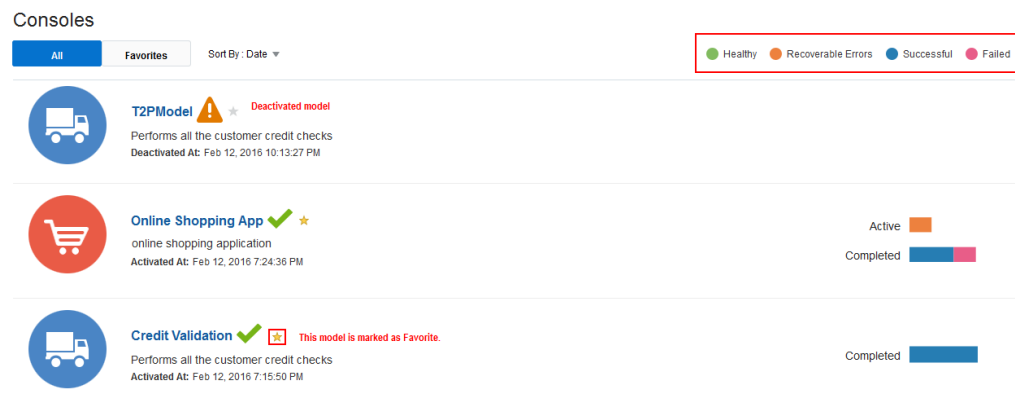 Consoles
All Favorites Sort By : Date
Healthy Recoverable Errors Successful Failed
T2PModel Deactivated model
Performs all the customer credit checks
Deactivated At: Feb 12, 2016 10:13:27 PM
Online Shopping App
online shopping application
Activated At: Feb 12, 2016 7:24:36 PM
Active
Completed
Credit Validation This model is marked as Favorite.
Performs all the customer credit checks
Activated At: Feb 12, 2016 7:15:50 PM
Completed